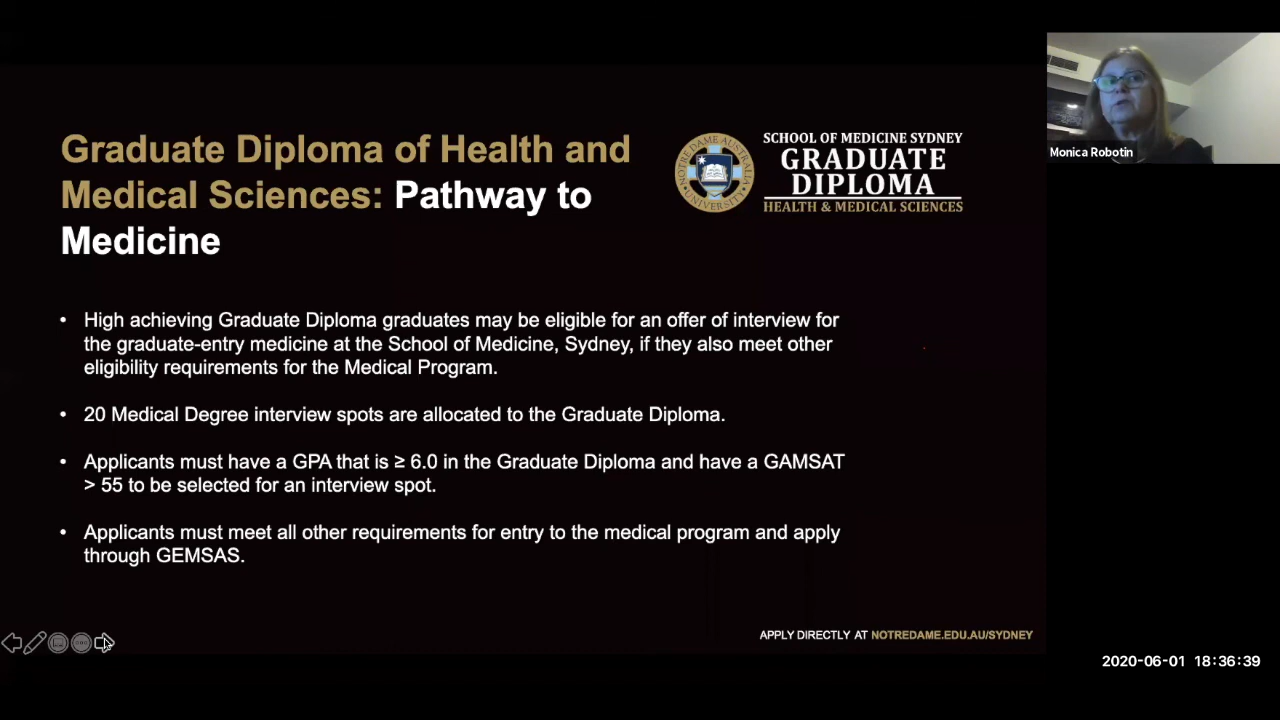 Graduate Diploma of Health and
Medical Sciences: Pathway to
Medicine
NOTRE DAME AUSTRALIA
UNIVERSITY
SCHOOL OF MEDICINE SYDNEY
GRADUATE
DIPLOMA
HEALTH & MEDICAL SCIENCES
Monica Robotin
• High achieving Graduate Diploma graduates may be eligible for an offer of interview for
the graduate-entry medicine at the School of Medicine, Sydney, if they also meet other
eligibility requirements for the Medical Program.
• 20 Medical Degree interview spots are allocated to the Graduate Diploma.
• Applicants must have a GPA that is ≥ 6.0 in the Graduate Diploma and have a GAMSAT
> 55 to be selected for an interview spot.
• Applicants must meet all other requirements for entry to the medical program and apply
through GEMSAS.
APPLY DIRECTLY AT NOTREDAME.EDU.AU/SYDNEY
2020-06-01 18:36:39